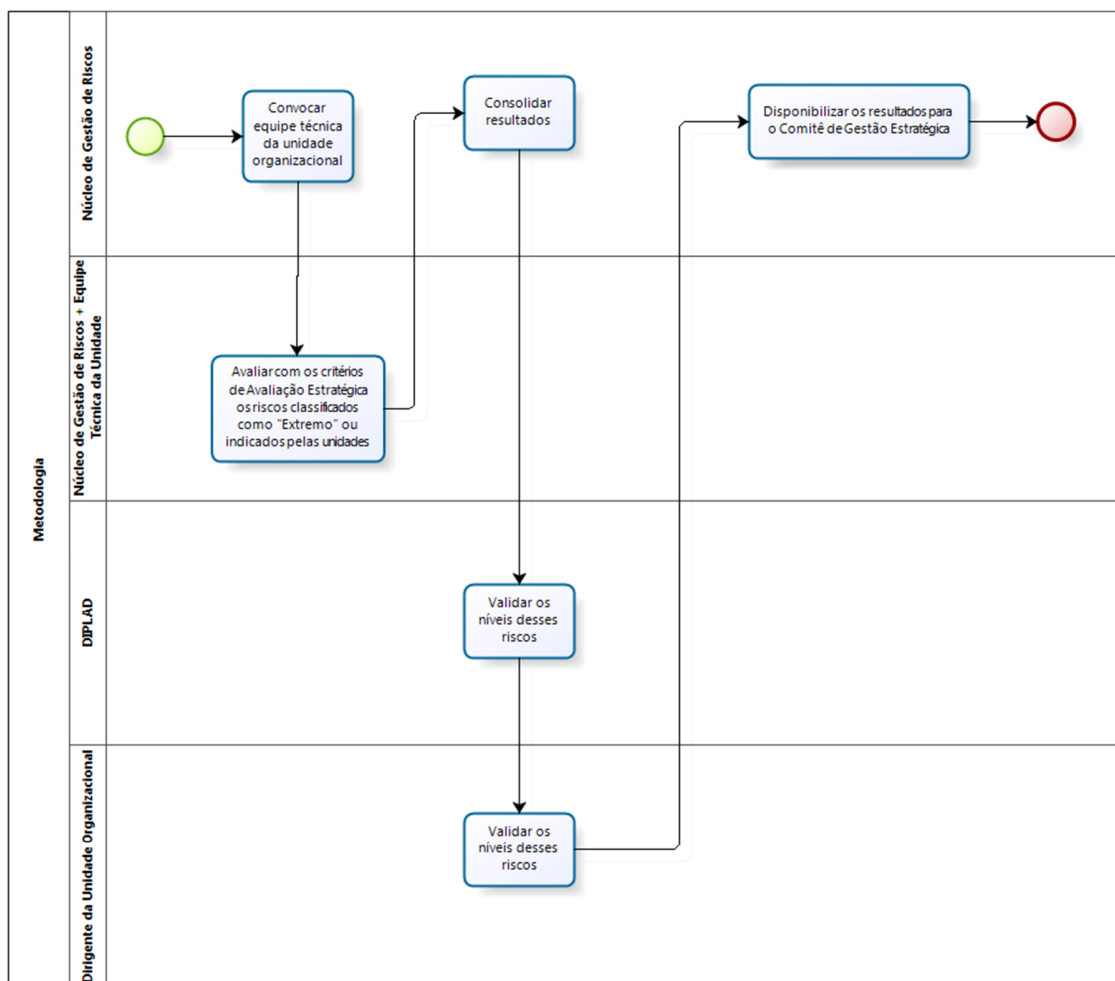 Metodologia
Núcleo de Gestão de Riscos
Convocar
equipe técnica
da unidade
organizacional
Consolidar
resultados
Disponibilizar os resultados para
o Comitê de Gestão Estratégica
Núcleo de Gestão de Riscos + Equipe
Técnica da Unidade
Avaliar com os critérios
de Avaliação Estratégica
os riscos classificados
como "Extremo" ou
indicados pelas unidades
DIPLAD
Validar os
níveis desses
riscos
Dirigente da Unidade Organizacional
Validar os
níveis desses
riscos